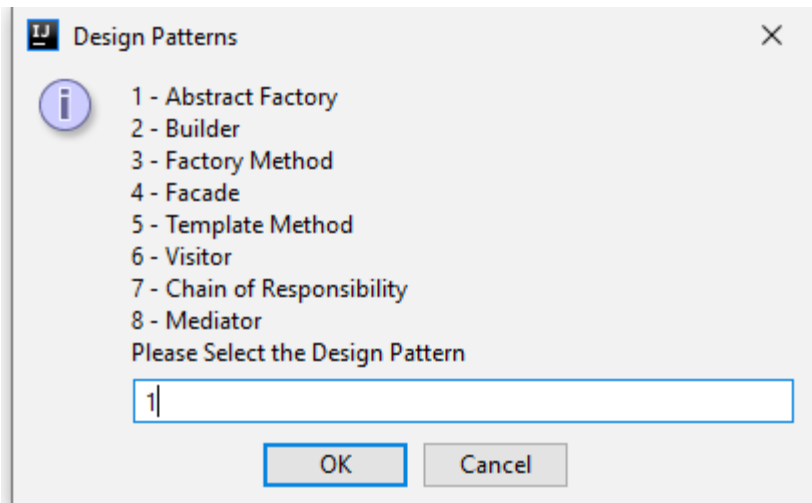 IJ
Design Patterns
1 - Abstract Factory
2 - Builder
3 - Factory Method
4 - Facade
5 - Template Method
6 - Visitor
7 - Chain of Responsibility
8 - Mediator
Please Select the Design Pattern
1
OK
Cancel